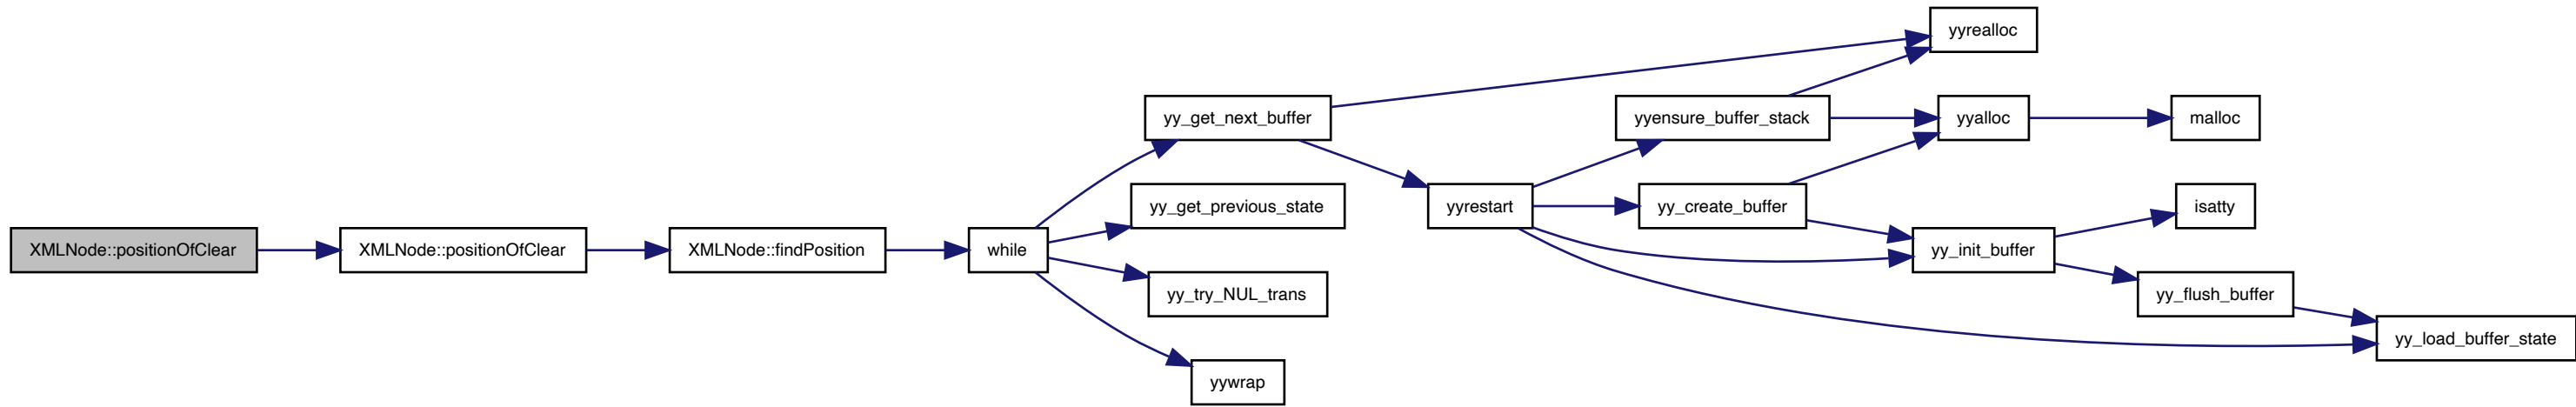 XMLNode::positionOfClear
XMLNode::positionOfClear
XMLNode::findPosition
while
yy_get_next_buffer
yy_get_previous_state
yy_try_NUL_trans
yywrap
yyrestart
yyrealloc
yyensure_buffer_stack
yyalloc
malloc
yy_create_buffer
yy_init_buffer
isatty
yy_flush_buffer
yy_load_buffer_state